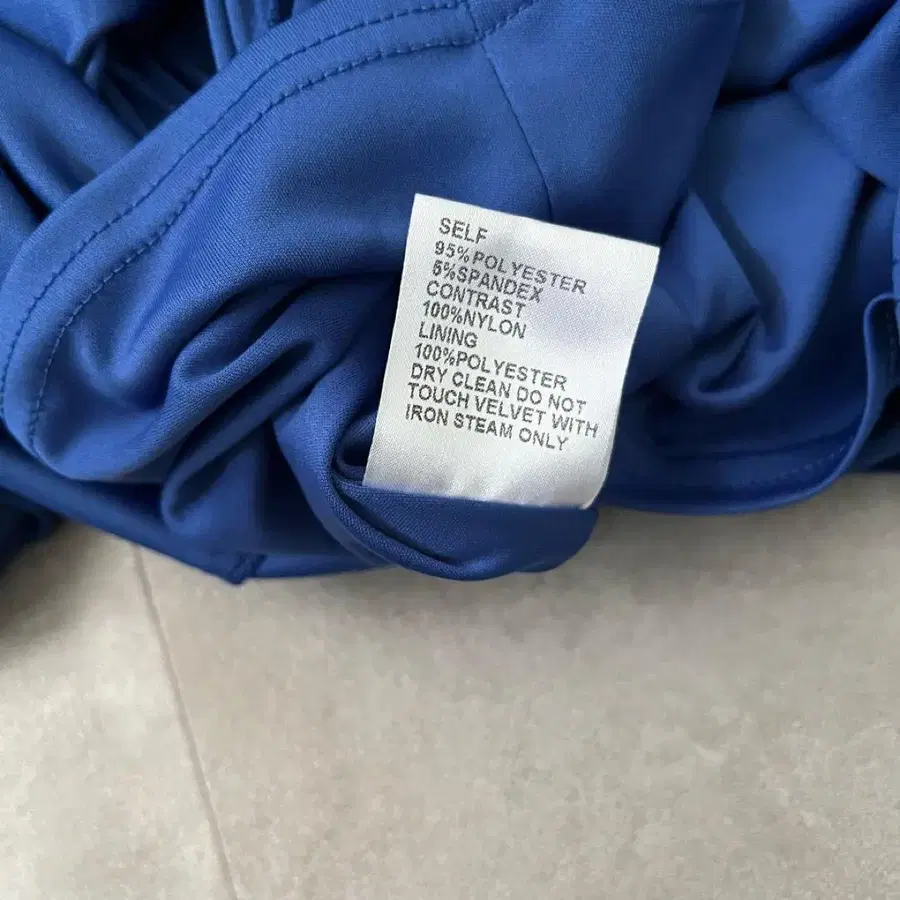 SELF
95%POLYESTER
5%SPANDEX
CONTRAST
100%NYLON
LINING
100%POLYESTER
DRY CLEAN DO NOT
TOUCH VELVET WITH
IRON STEAM ONLY